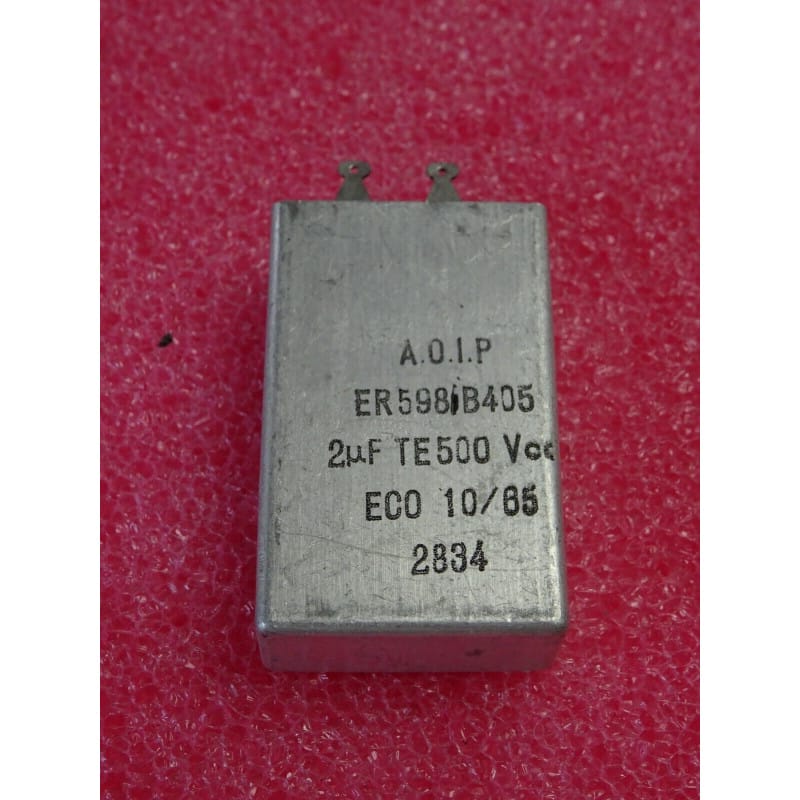 A.O.I.P
ER598/B405
2µF TE500 Vcc
ECO 10/65
2834